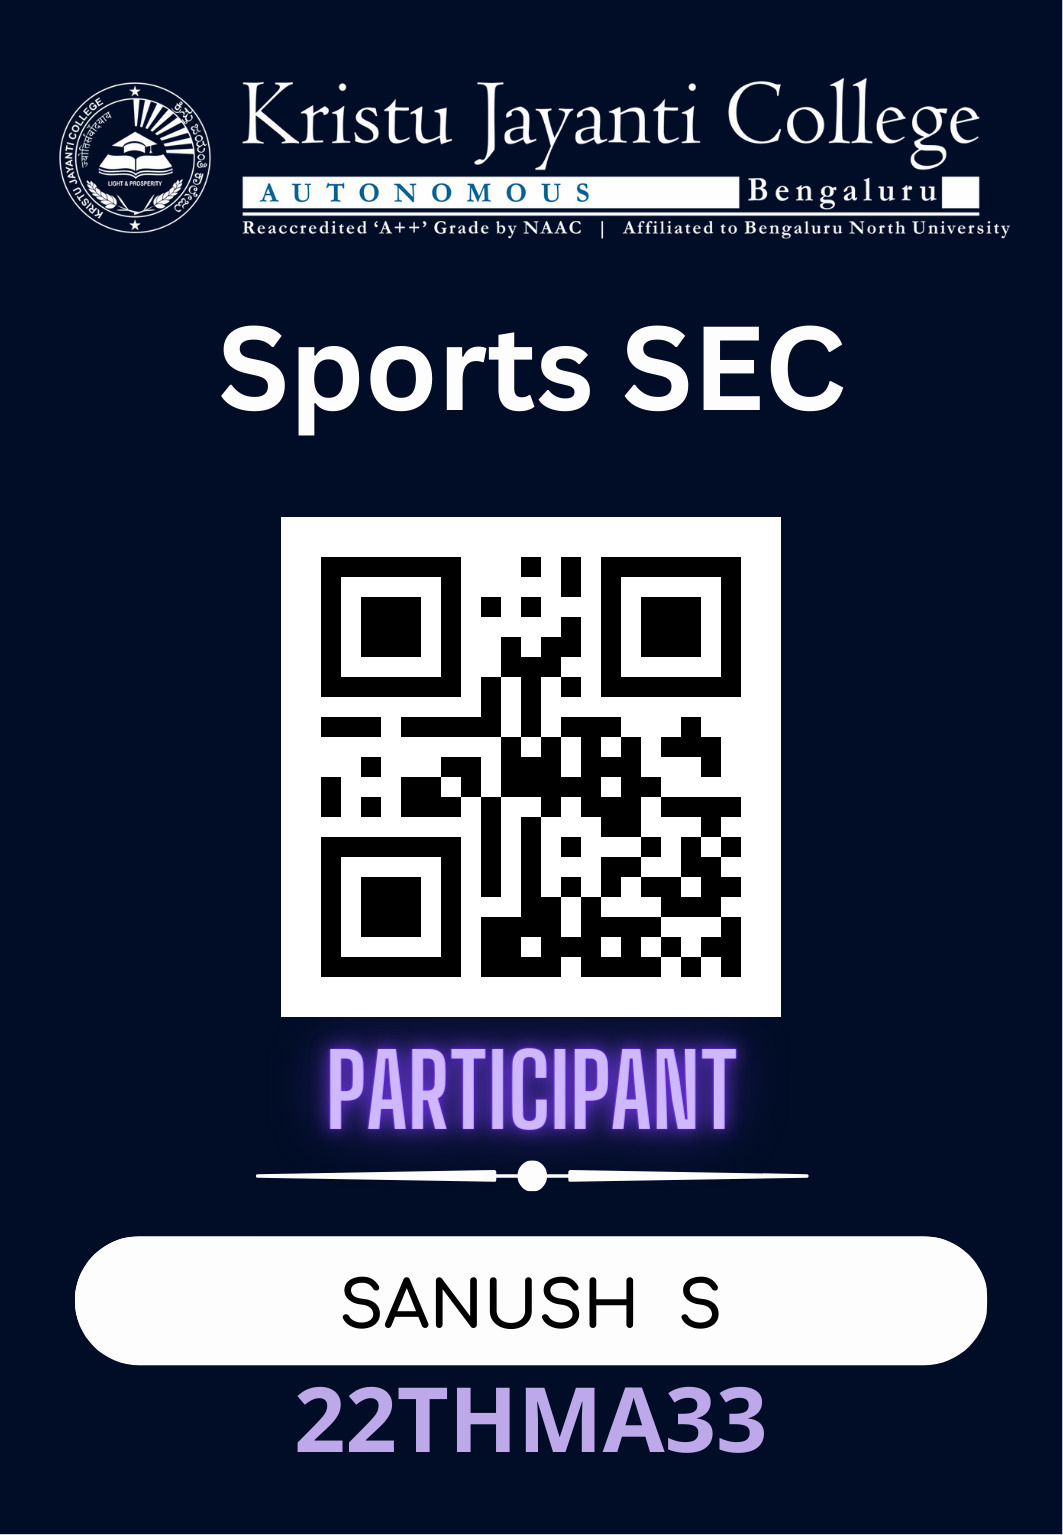 Kristu Jayanti College
AUTONOMOUS Bengaluru
Reaccredited ‘A++’ Grade by NAAC | Affiliated to Bengaluru North University
KRISTU JAYANTI COLLEGE
ಕ್ರಿಸ್ತು ಜಯಂತಿ ಕಾಲೇಜು
LIGHT & PROSPERITY
Sports SEC
PARTICIPANT
SANUSH S
22THMA33